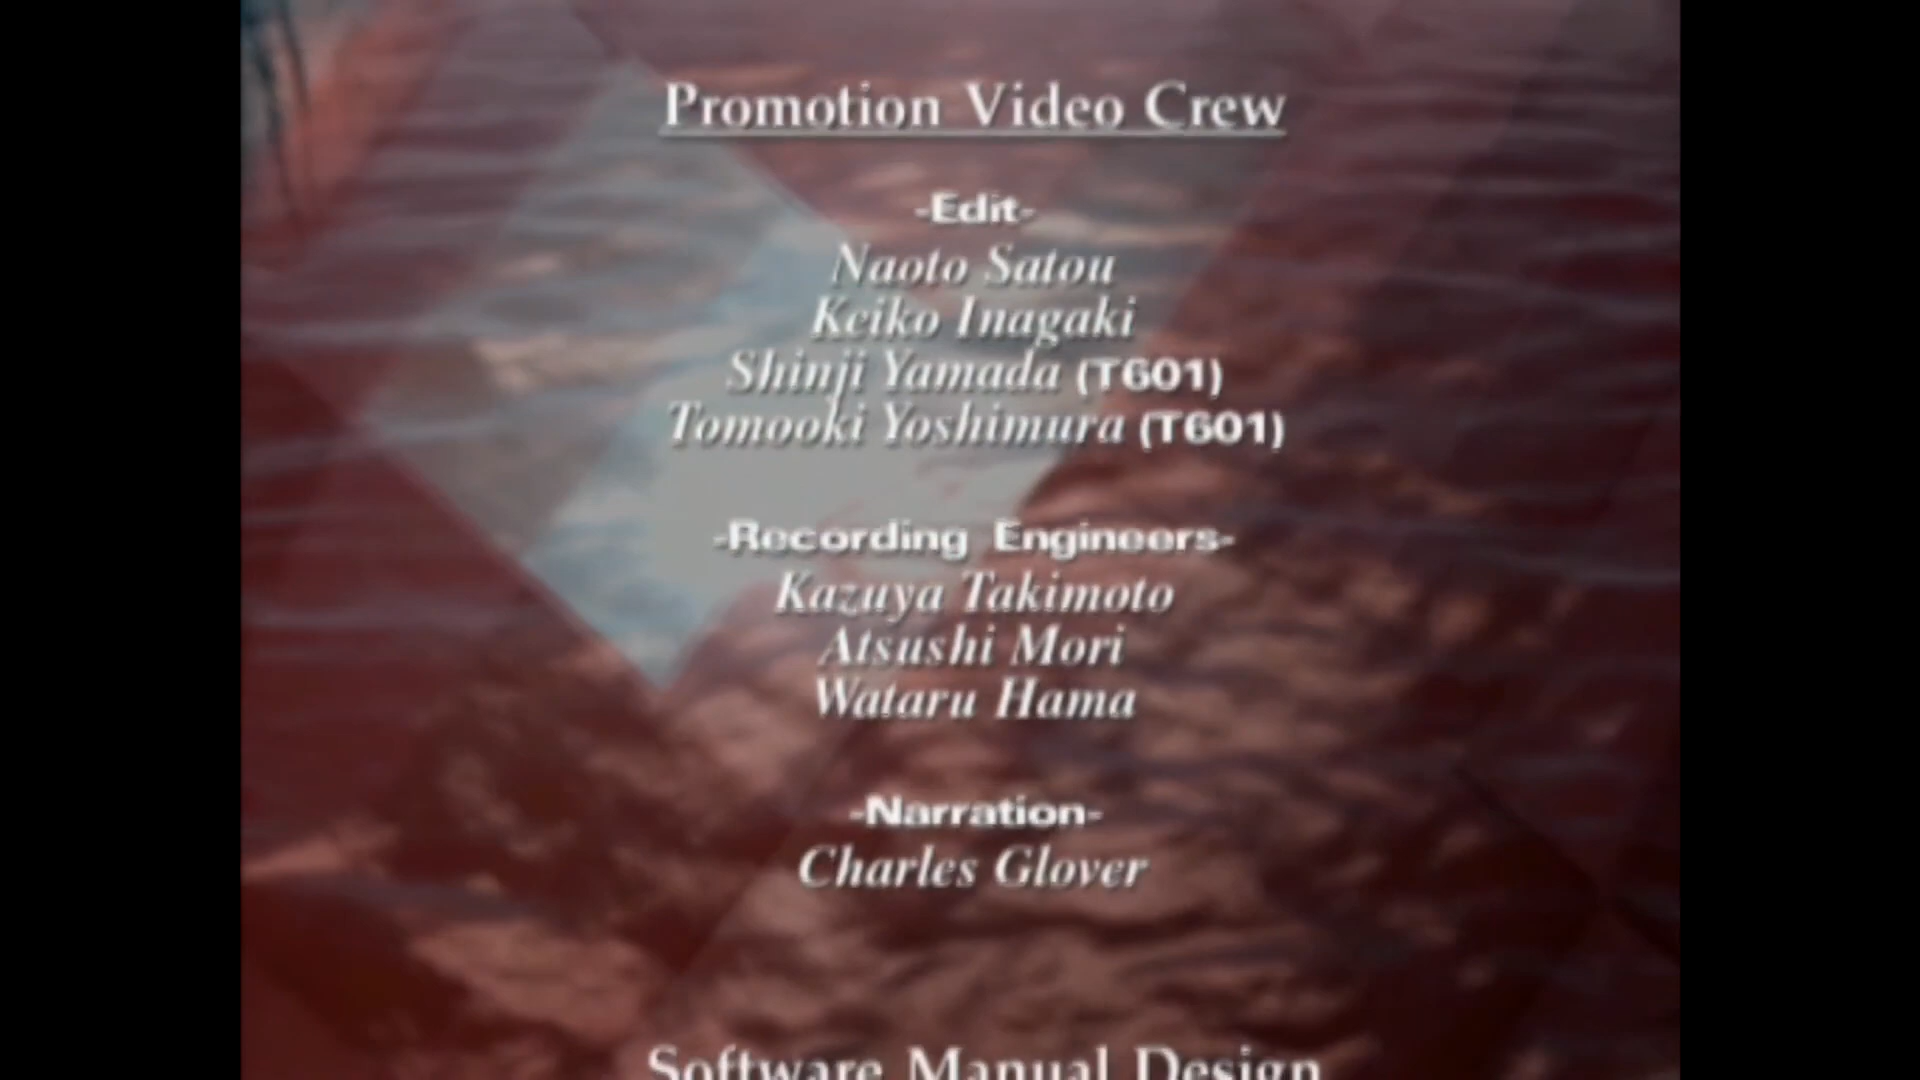 Promotion Video Crew
-Edit-
Naoto Satou
Keiko Inagaki
Shinji Yamada (T601)
Tomooki Yoshimura (T601)
-Recording Engineers-
Kazuya Takimoto
Atsushi Mori
Wataru Hama
-Narration-
Charles Glover
Software Manual Design